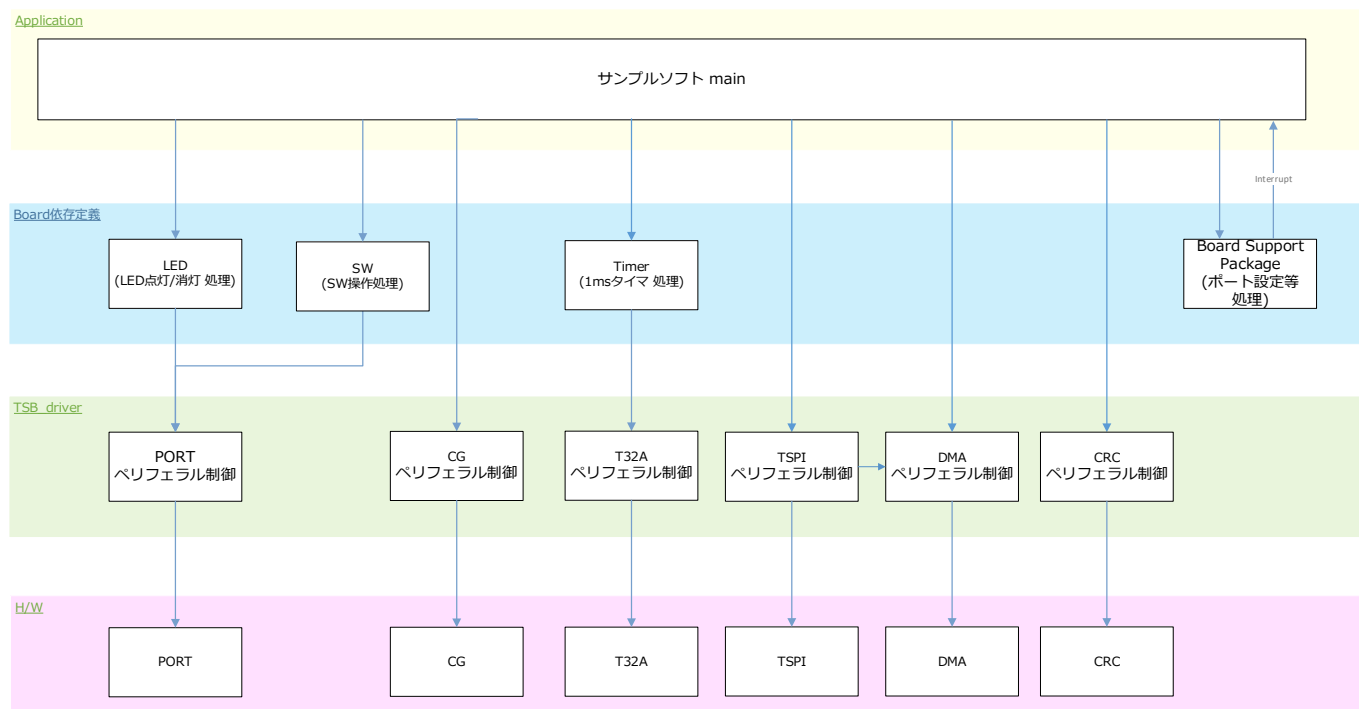 Application
サンプルソフト main
Interrupt
Board依存定義
LED
(LED点灯/消灯 処理)
SW
(SW操作処理)
Timer
(1msタイマ 処理)
Board Support
Package
(ポート設定等
処理)
TSB_driver
PORT
ペリフェラル制御
CG
ペリフェラル制御
T32A
ペリフェラル制御
TSPI
ペリフェラル制御
DMA
ペリフェラル制御
CRC
ペリフェラル制御
H/W
PORT
CG
T32A
TSPI
DMA
CRC